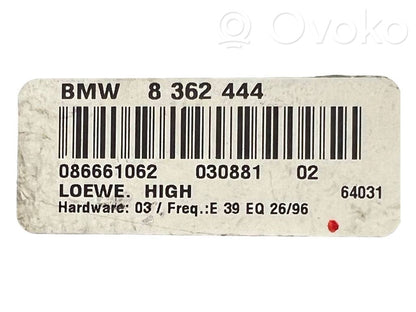 Ovoko
BMW 8 362 444
086661062 030881 02
LOEWE. HIGH 64031
Hardware: 03 / Freq.:E 39 EQ 26/96